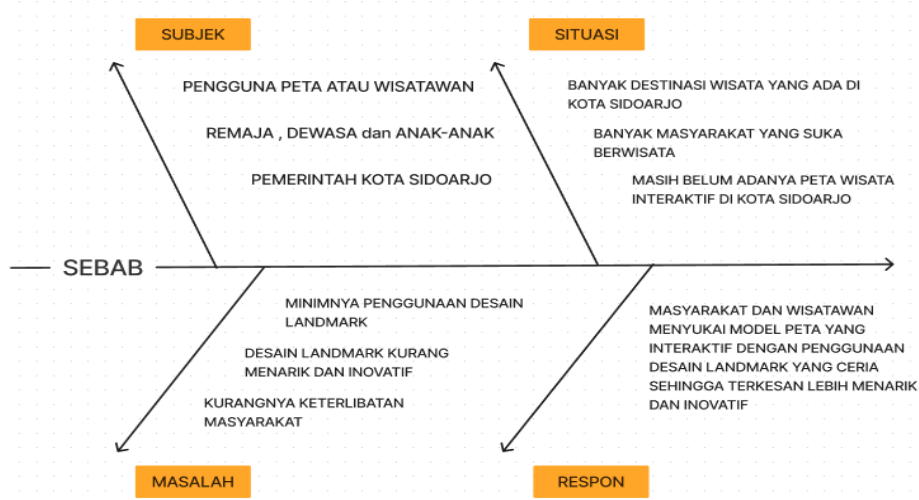 SUBJEK
PENGGUNA PETA ATAU WISATAWAN
REMAJA , DEWASA dan ANAK-ANAK
PEMERINTAH KOTA SIDOARJO
SITUASI
BANYAK DESTINASI WISATA YANG ADA DI
KOTA SIDOARJO
BANYAK MASYARAKAT YANG SUKA
BERWISATA
MASIH BELUM ADANYA PETA WISATA
INTERAKTIF DI KOTA SIDOARJO
SEBAB
MINIMNYA PENGGUNAAN DESAIN
LANDMARK
DESAIN LANDMARK KURANG
MENARIK DAN INOVATIF
KURANGNYA KETERLIBATAN
MASYARAKAT
MASALAH
MASYARAKAT DAN WISATAWAN
MENYUKAI MODEL PETA YANG
INTERAKTIF DENGAN PENGGUNAAN
DESAIN LANDMARK YANG CERIA
SEHINGGA TERKESAN LEBIH MENARIK
DAN INOVATIF
RESPON